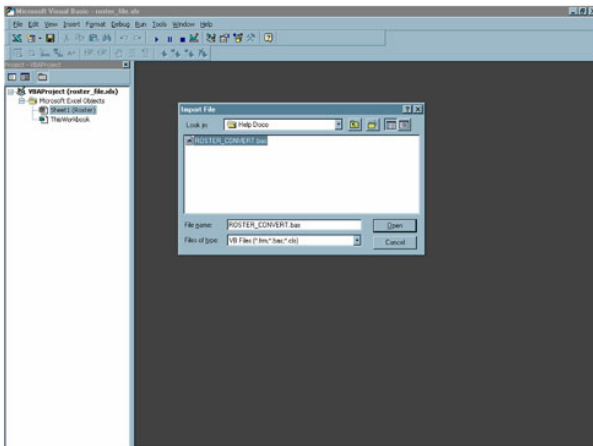 Microsoft Visual Basic - roster_file.xls
File Edit View Insert Format Debug Run Tools Window Help
Project - VBAProject
VBAProject (roster_file.xls)
Microsoft Excel Objects
Sheet1 (Roster)
ThisWorkbook
Import File
Look in: Help Docs
ROSTER_CONVERT.bas
File name: ROSTER_CONVERT.bas Open
Files of type: VB Files (*.frm;*.bas;*.cls) Cancel